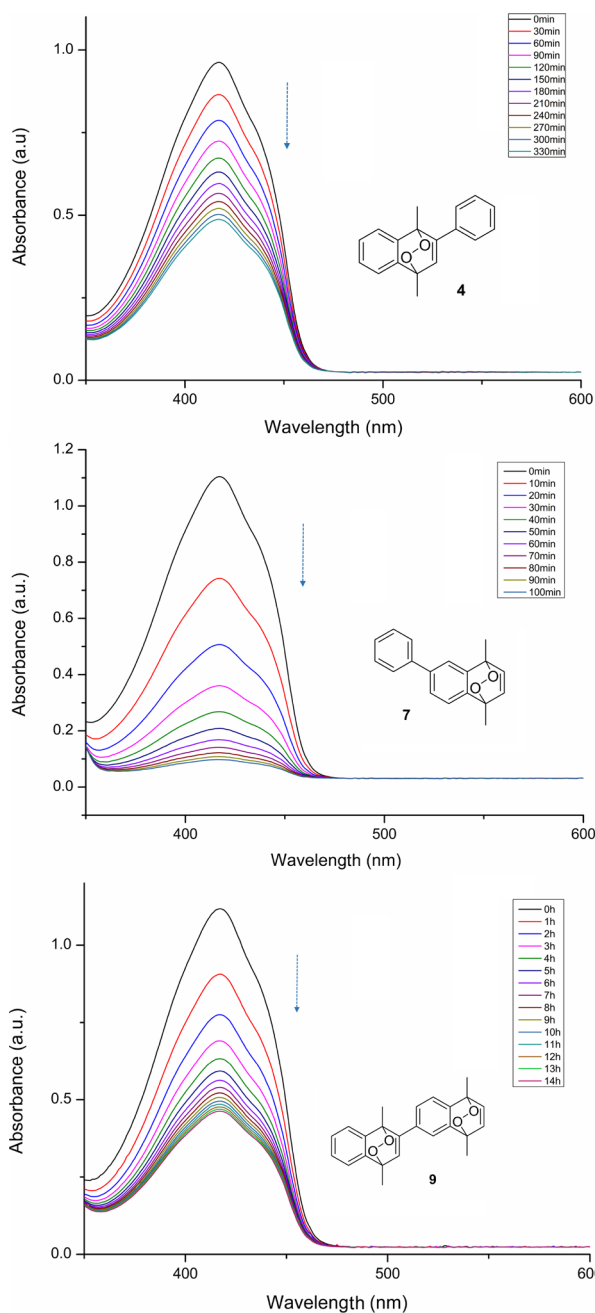 Absorbance (a.u)
1.0
0.5
0.0
400
500
600
Wavelength (nm)
0min
30min
60min
90min
120min
150min
180min
210min
240min
270min
300min
330min
O
O
4
Absorbance (a.u.)
1.2
1.0
0.8
0.6
0.4
0.2
0.0
400
500
600
Wavelength (nm)
0min
10min
20min
30min
40min
50min
60min
70min
80min
90min
100min
O
O
7
Absorbance (a.u.)
1.0
0.5
0.0
400
500
600
Wavelength (nm)
0h
1h
2h
3h
4h
5h
6h
7h
8h
9h
10h
11h
12h
13h
14h
O
O
O
O
9